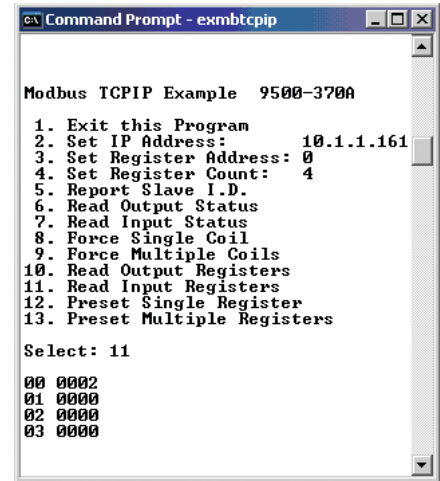 Command Prompt - exmbtcpip
Modbus TCPIP Example  9500-370A
1. Exit this Program
2. Set IP Address:         10.1.1.161
3. Set Register Address: 0
4. Set Register Count:   4
5. Report Slave I.D.
6. Read Output Status
7. Read Input Status
8. Force Single Coil
9. Force Multiple Coils
10. Read Output Registers
11. Read Input Registers
12. Preset Single Register
13. Preset Multiple Registers
Select: 11
00 0002
01 0000
02 0000
03 0000